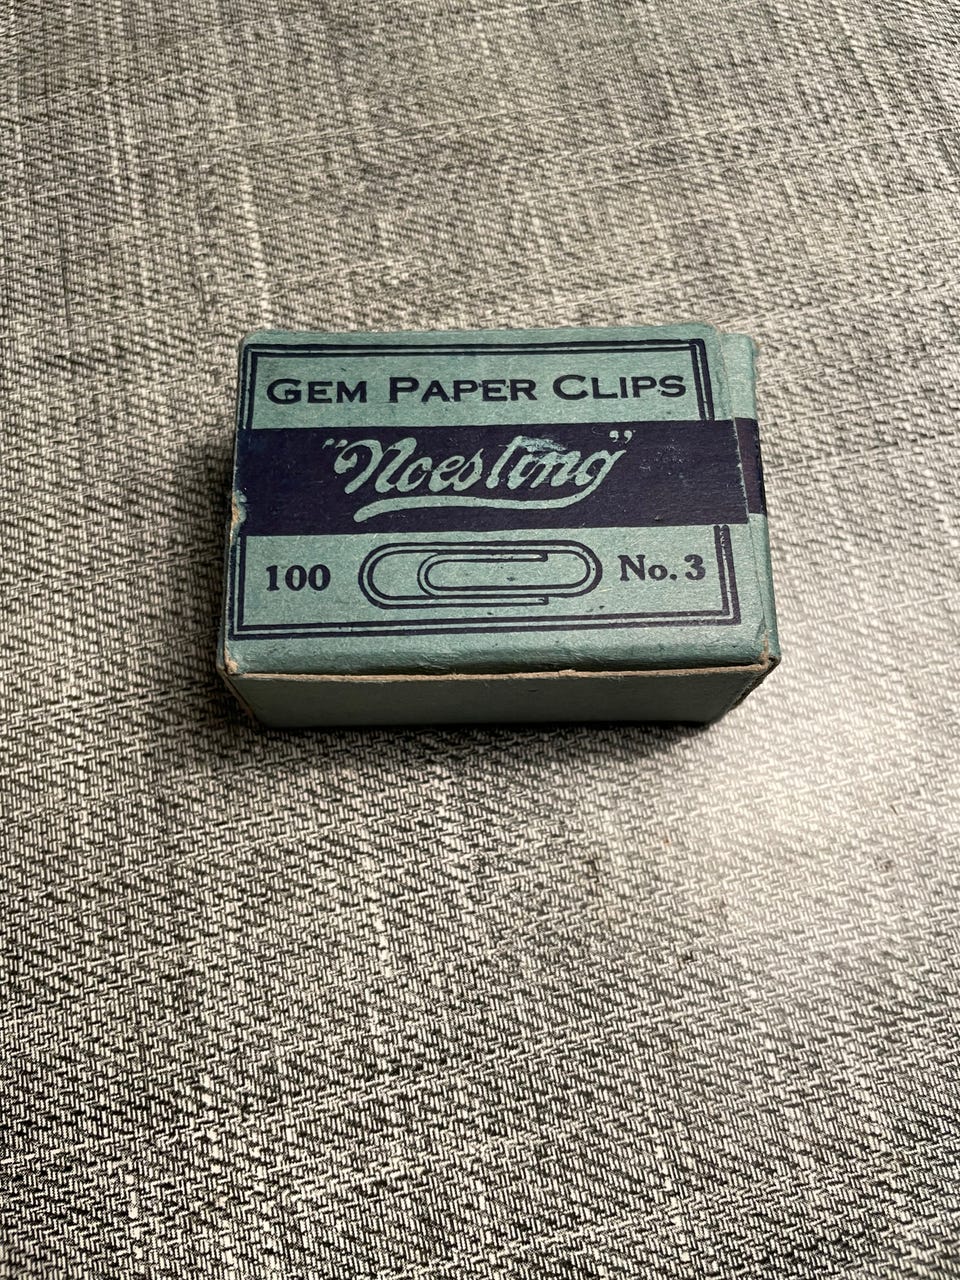 GEM PAPER CLIPS
"Noesting"
100 No. 3